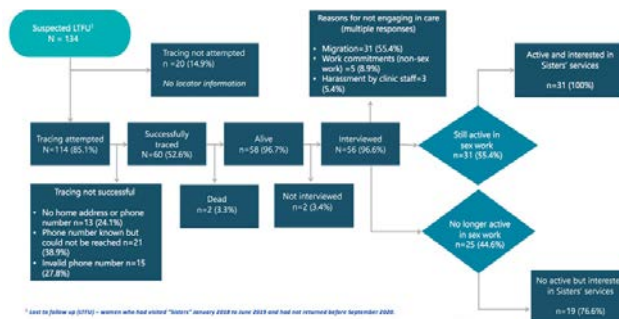 Suspected LTFU¹
N = 134
Tracing not attempted
n =20 (14.9%)
No locator information
Reasons for not engaging in care
(multiple responses)
• Migration=31 (55.4%)
• Work commitments (non-sex
work) =5 (8.9%)
• Harassment by clinic staff=3
(5.4%)
Active and interested in
Sisters' services
n=31 (100%)
Tracing attempted
N=114 (85.1%)
Successfully
traced
N=60 (52.6%)
Alive
n=58 (96.7%)
Interviewed
N=56 (96.6%)
Still active in
sex work
n=31 (55.4%)
Tracing not successful
• No home address or phone
number n=13 (24.1%)
• Phone number known but
could not be reached n=21
(38.9%)
• Invalid phone number n=15
(27.8%)
Dead
n=2 (3.3%)
Not interviewed
n=2 (3.4%)
No longer active
in sex work
n=25 (44.6%)
No active but interested
in Sisters' services
n=19 (76.6%)
¹ Lost to follow up (LTFU) – women who had visited "Sisters" January 2018 to June 2019 and had not returned before September 2020.